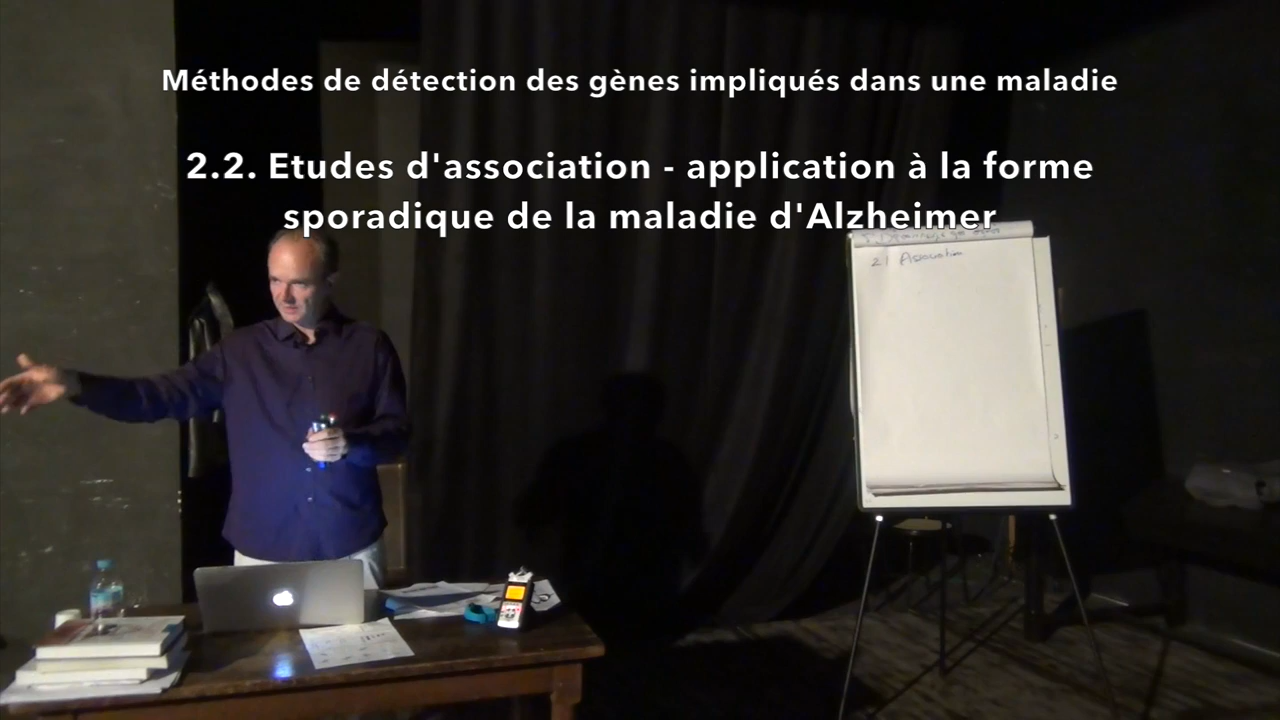 Méthodes de détection des gènes impliqués dans une maladie
2.2. Etudes d'association - application à la forme
sporadique de la maladie d'Alzheimer
2.1 Association